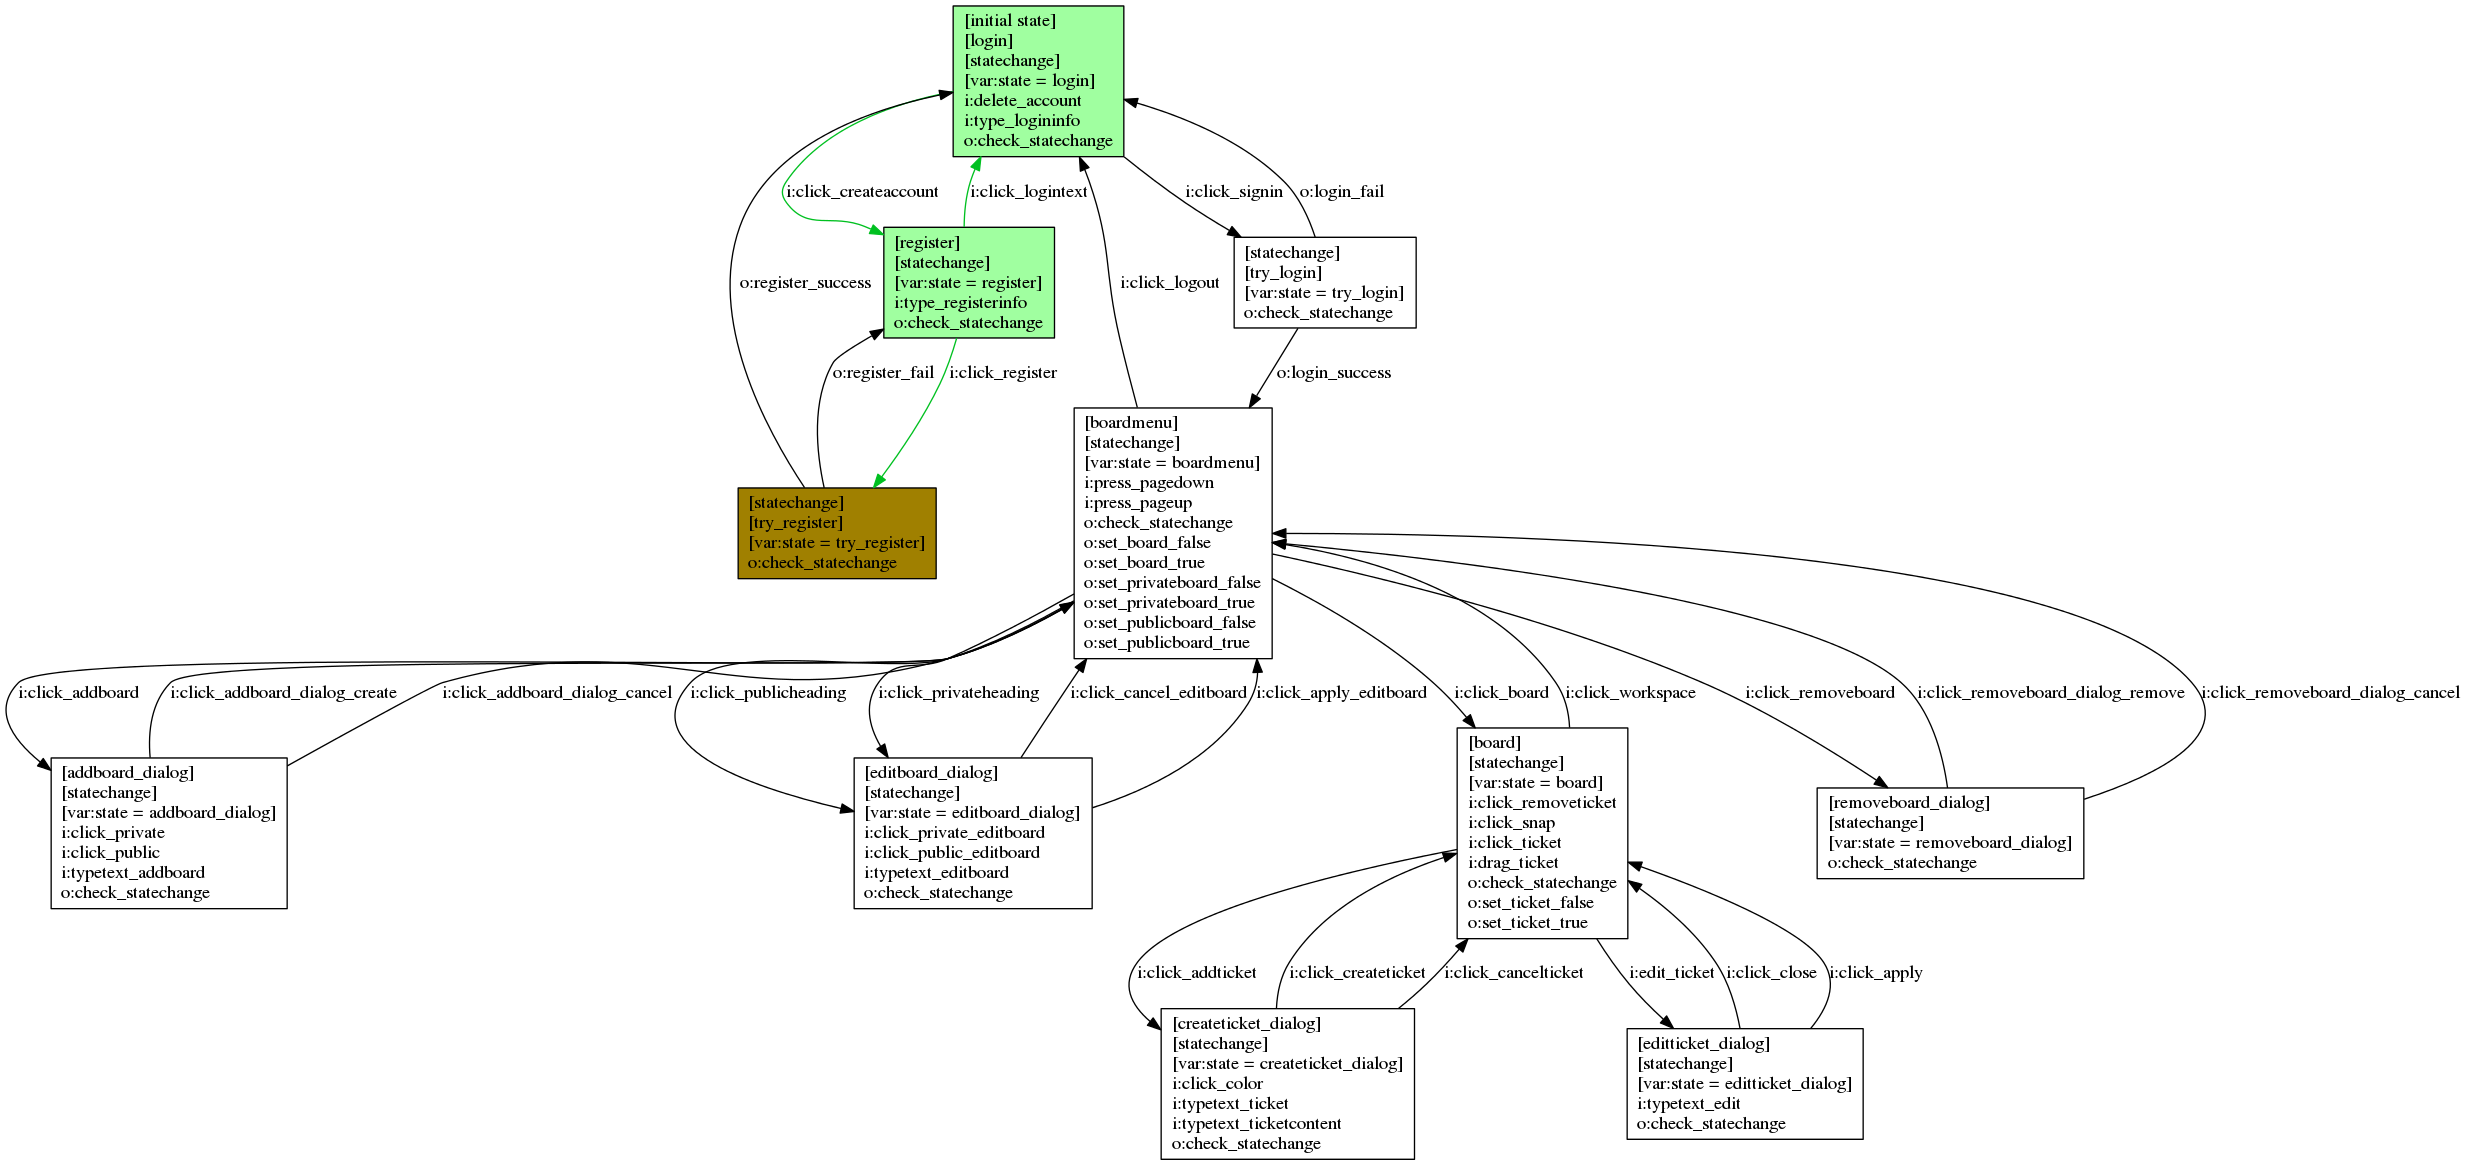 [initial state]
[login]
[statechange]
[var:state = login]
i:delete_account
i:type_logininfo
o:check_statechange
i:click_createaccount
i:click_logintext
i:click_signin
o:login_fail
[register]
[statechange]
[var:state = register]
i:type_registerinfo
o:check_statechange
[statechange]
[try_login]
[var:state = try_login]
o:check_statechange
o:register_success
i:click_logout
o:register_fail
i:click_register
o:login_success
[boardmenu]
[statechange]
[var:state = boardmenu]
i:press_pagedown
i:press_pageup
o:check_statechange
o:set_board_false
o:set_board_true
o:set_privateboard_false
o:set_privateboard_true
o:set_publicboard_false
o:set_publicboard_true
[statechange]
[try_register]
[var:state = try_register]
o:check_statechange
i:click_addboard
i:click_addboard_dialog_create
i:click_addboard_dialog_cancel
i:click_publicheading
i:click_privateheading
i:click_cancel_editboard
i:click_apply_editboard
i:click_board
i:click_workspace
i:click_removeboard
i:click_removeboard_dialog_remove
i:click_removeboard_dialog_cancel
[addboard_dialog]
[statechange]
[var:state = addboard_dialog]
i:click_private
i:click_public
i:typetext_addboard
o:check_statechange
[editboard_dialog]
[statechange]
[var:state = editboard_dialog]
i:click_private_editboard
i:click_public_editboard
i:typetext_editboard
o:check_statechange
[board]
[statechange]
[var:state = board]
i:click_removeticket
i:click_snap
i:click_ticket
i:drag_ticket
o:check_statechange
o:set_ticket_false
o:set_ticket_true
[removeboard_dialog]
[statechange]
[var:state = removeboard_dialog]
o:check_statechange
i:click_addticket
i:click_createticket
i:click_cancelticket
i:edit_ticket
i:click_close
i:click_apply
[createticket_dialog]
[statechange]
[var:state = createticket_dialog]
i:click_color
i:typetext_ticket
i:typetext_ticketcontent
o:check_statechange
[editticket_dialog]
[statechange]
[var:state = editticket_dialog]
i:typetext_edit
o:check_statechange